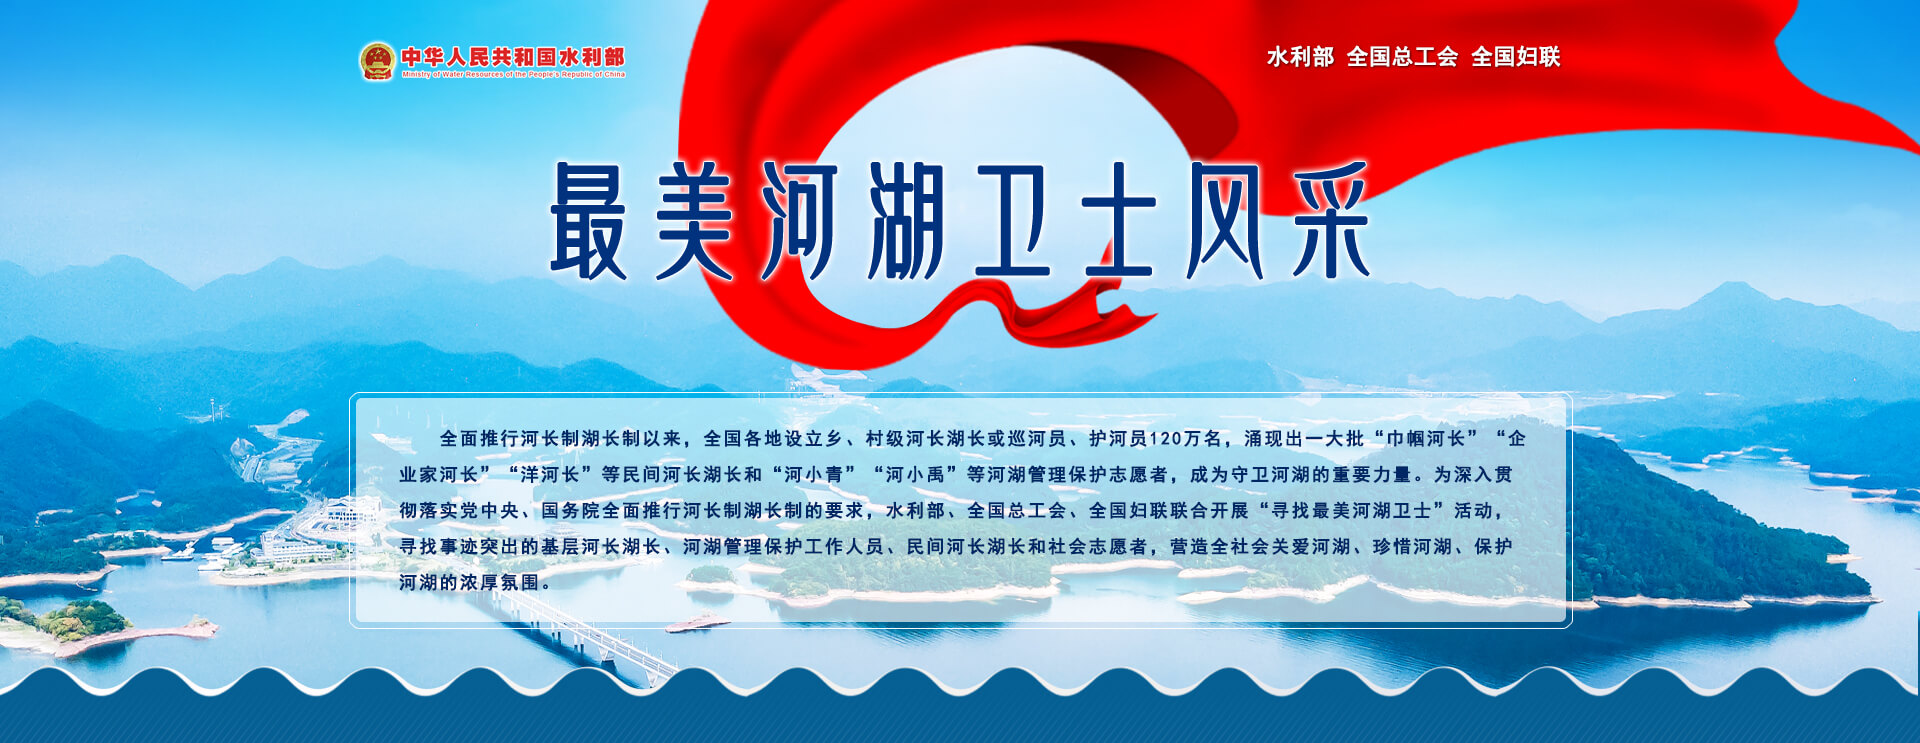 中华人民共和国水利部
Ministry of Water Resources of the People's Republic of China
水利部 全国总工会 全国妇联
最美河湖卫士风采
全面推行河长制湖长制以来，全国各地设立乡、村级河长湖长或巡河员、护河员120万名，涌现出一大批“巾帼河长”“企
业家河长”“洋河长”等民间河长湖长和“河小青”“河小禹”等河湖管理保护志愿者，成为守卫河湖的重要力量。为深入贯
彻落实党中央、国务院全面推行河长制湖长制的要求，水利部、全国总工会、全国妇联联合开展“寻找最美河湖卫士”活动，
寻找事迹突出的基层河长湖长、河湖管理保护工作人员、民间河长湖长和社会志愿者，营造全社会关爱河湖、珍惜河湖、保护
河湖的浓厚氛围。